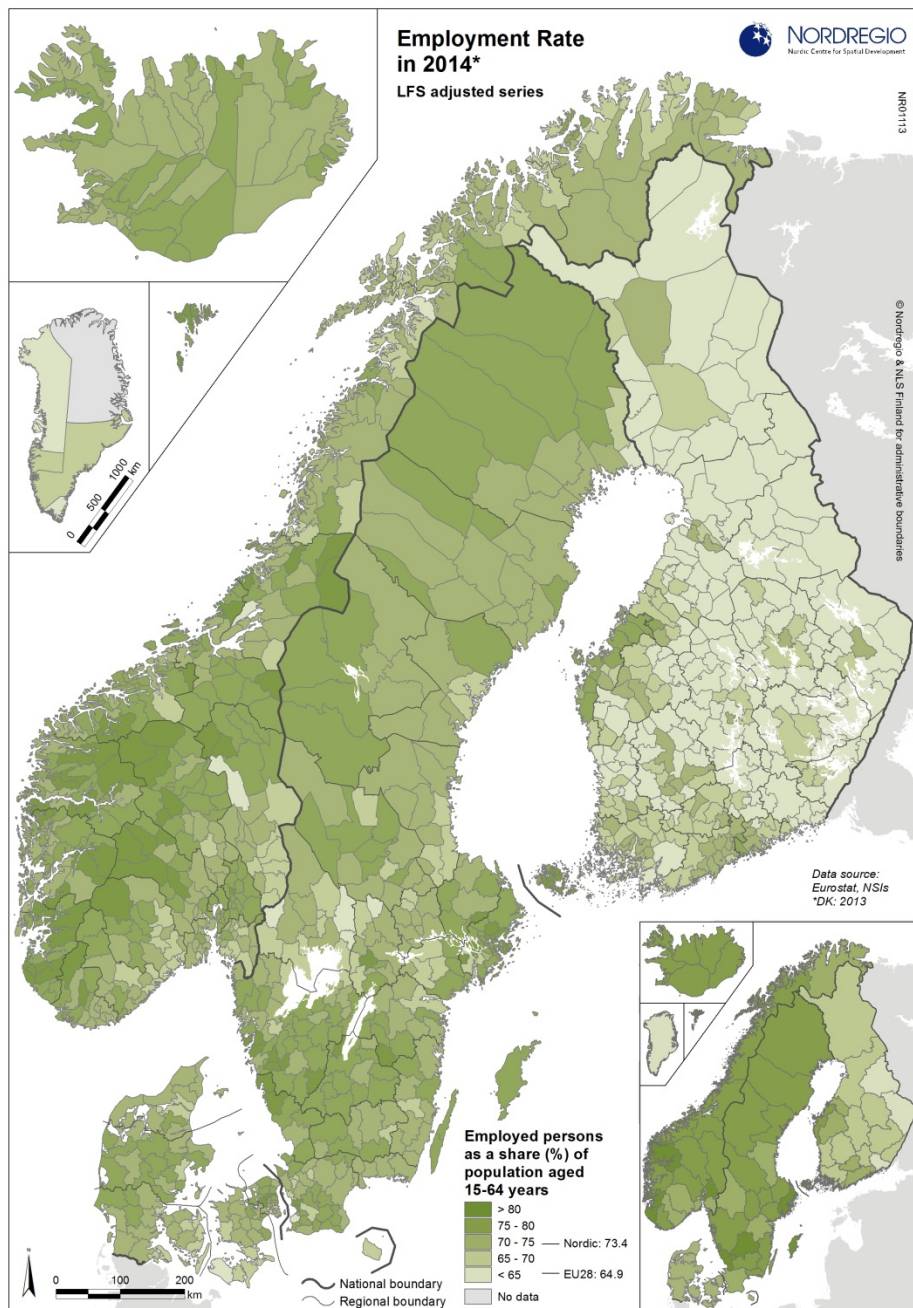 Employment Rate
in 2014*
LFS adjusted series
NORDREGIO
Nordic Centre for Spatial Development
NR01113
© Nordregio & NLS Finland for administrative boundaries
0 500 1000
km
Data source:
Eurostat, NSIs
*DK: 2013
Employed persons
as a share (%) of
population aged
15-64 years
> 80
75 - 80
70 - 75 Nordic: 73.4
65 - 70
< 65 EU28: 64.9
No data
N
0 100 200
km
National boundary
Regional boundary